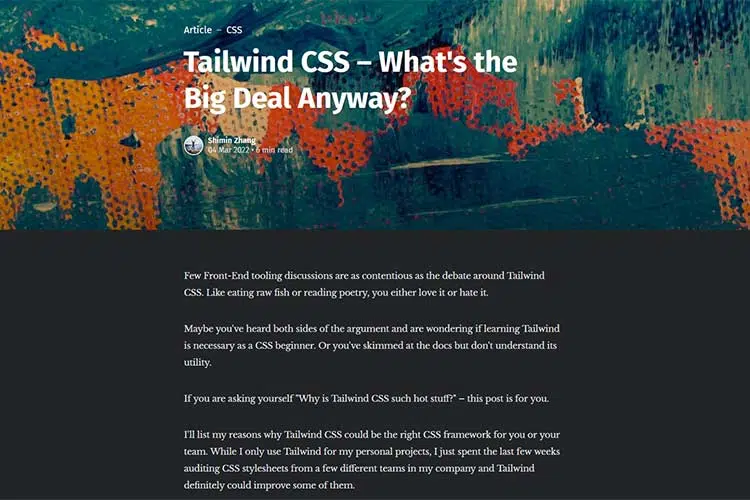 Article – CSS
Tailwind CSS – What's the
Big Deal Anyway?
Shimin Zhang
04 Mar 2022 • 6 min read
Few Front-End tooling discussions are as contentious as the debate around Tailwind
CSS. Like eating raw fish or reading poetry, you either love it or hate it.
Maybe you've heard both sides of the argument and are wondering if learning Tailwind
is necessary as a CSS beginner. Or you've skimmed at the docs but don't understand its
utility.
If you are asking yourself "Why is Tailwind CSS such hot stuff?" – this post is for you.
I'll list my reasons why Tailwind CSS could be the right CSS framework for you or your
team. While I only use Tailwind for my personal projects, I just spent the last few weeks
auditing CSS stylesheets from a few different teams in my company and Tailwind
definitely could improve some of them.